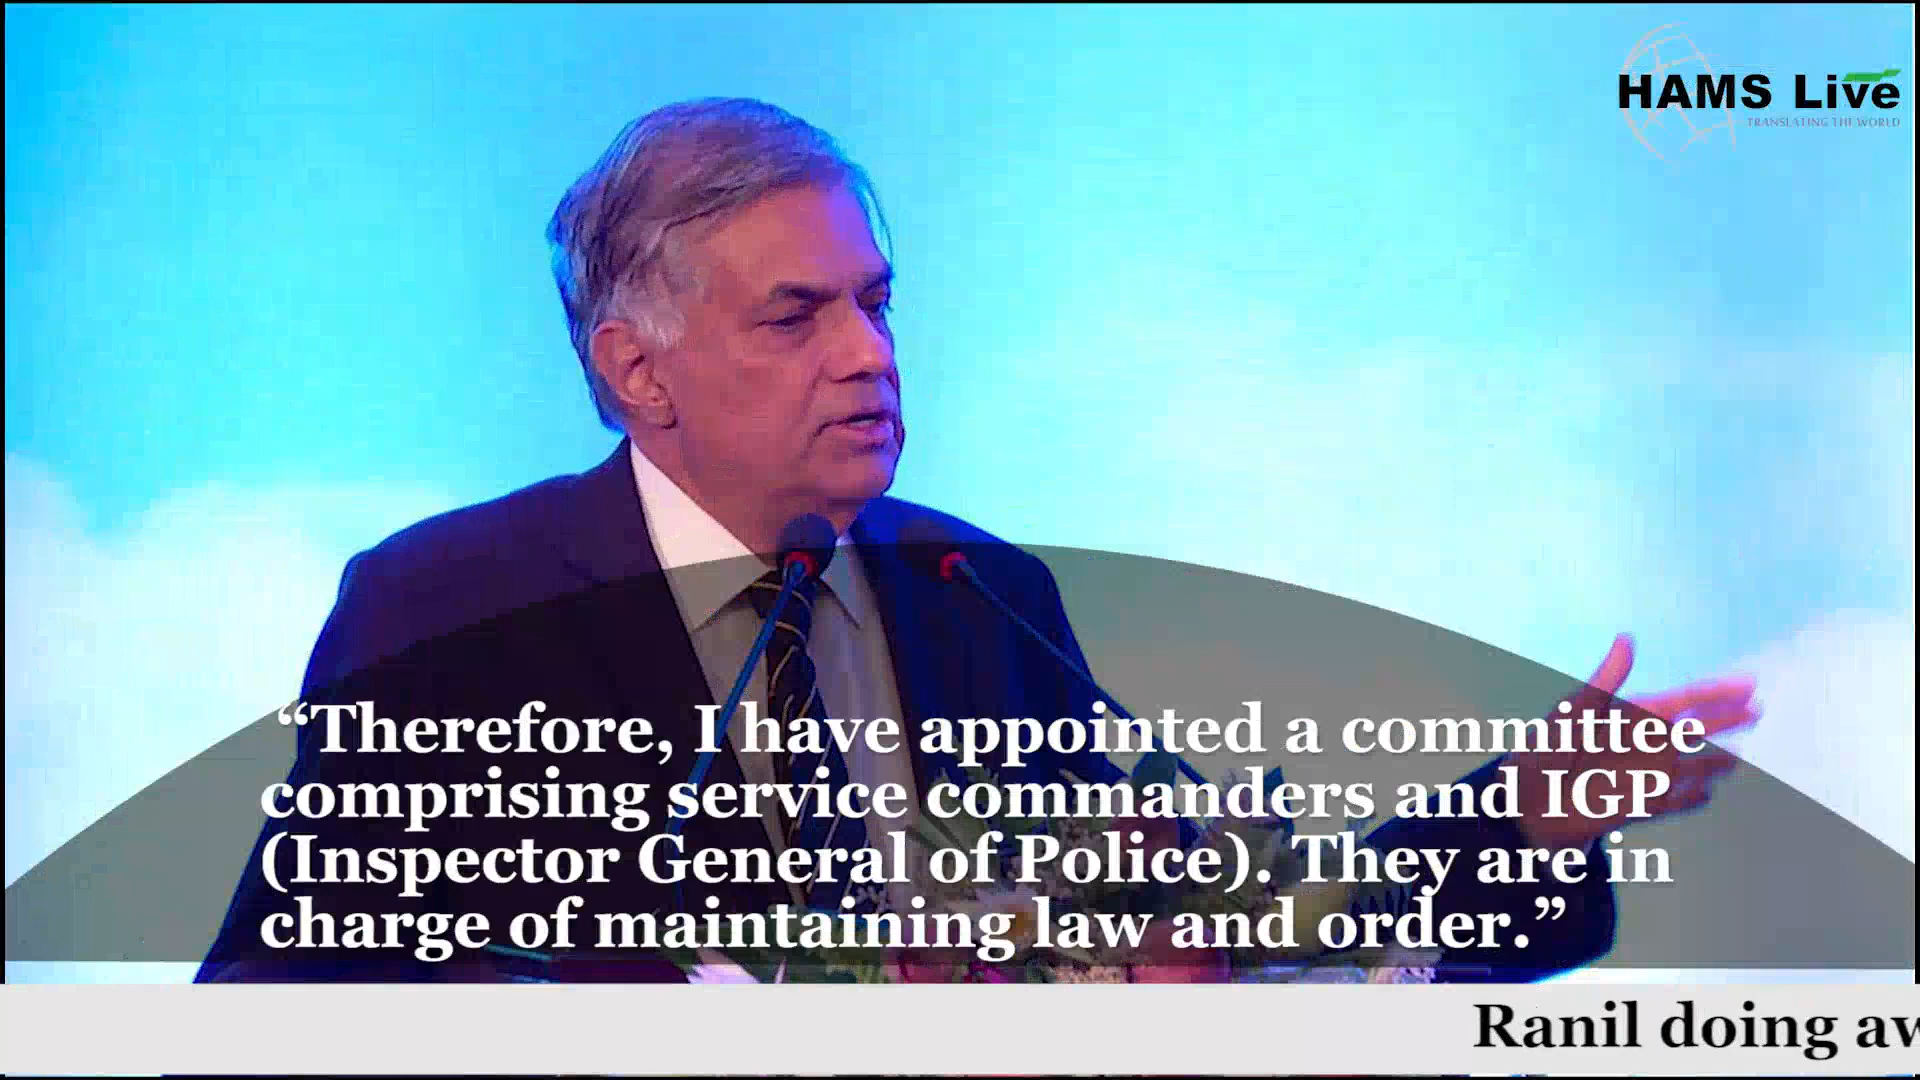 HAMS Live
TRANSLATING THE WORLD
“Therefore, I have appointed a committee
comprising service commanders and IGP
(Inspector General of Police). They are in
charge of maintaining law and order.”
Ranil doing aw